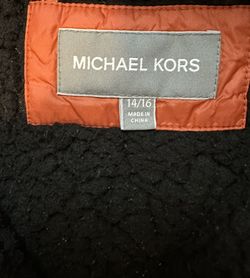 MICHAEL KORS
14/16
MADE IN
CHINA